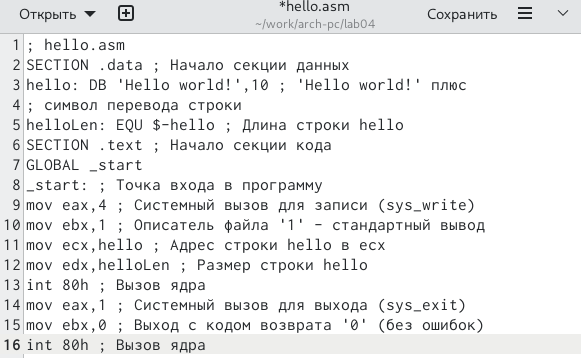 Открыть
*hello.asm
~/work/arch-pc/lab04
Сохранить
1 ; hello.asm
2 SECTION .data ; Начало секции данных
3 hello: DB 'Hello world!',10 ; 'Hello world!' плюс
4 ; символ перевода строки
5 helloLen: EQU $-hello ; Длина строки hello
6 SECTION .text ; Начало секции кода
7 GLOBAL _start
8 _start: ; Точка входа в программу
9 mov eax,4 ; Системный вызов для записи (sys_write)
10 mov ebx,1 ; Описатель файла '1' - стандартный вывод
11 mov ecx,hello ; Адрес строки hello в ecx
12 mov edx,helloLen ; Размер строки hello
13 int 80h ; Вызов ядра
14 mov eax,1 ; Системный вызов для выхода (sys_exit)
15 mov ebx,0 ; Выход с кодом возврата '0' (без ошибок)
16 int 80h ; Вызов ядра